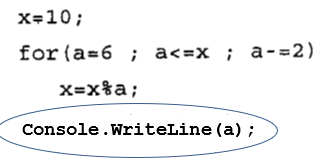 x=10;
for(a=6 ; a<=x ; a-=2)
x=x%a;
Console.WriteLine(a);